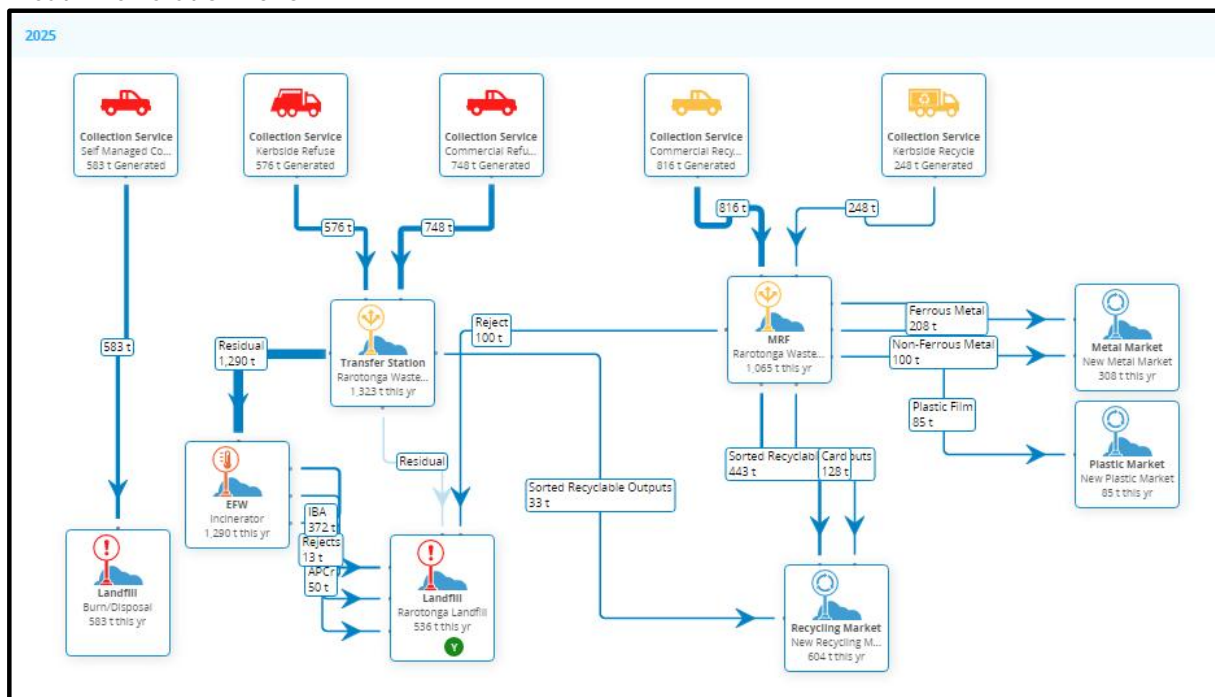 2025
Collection Service
Self Managed Co...
583 t Generated
Collection Service
Kerbside Refuse
576 t Generated
Collection Service
Commercial Refu...
748 t Generated
Collection Service
Commercial Recy...
816 t Generated
Collection Service
Kerbside Recycle
248 t Generated
576 t
748 t
816 t
248 t
583 t
Residual
1,290 t
Transfer Station
Rarotonga Waste...
1,323 t this yr
Reject
100 t
MRF
Rarotonga Waste...
1,065 t this yr
Ferrous Metal
208 t
Non-Ferrous Metal
100 t
Metal Market
New Metal Market
308 t this yr
Plastic Film
85 t
Plastic Market
New Plastic Market
85 t this yr
Residual
Sorted Recyclabl
443 t
Card
128 t
puts
Sorted Recyclable Outputs
33 t
EFW
Incinerator
1,290 t this yr
IBA
372 t
Rejects
13 t
APCr
50 t
Landfill
Burn/Disposal
583 t this yr
Landfill
Rarotonga Landfill
536 t this yr
Y
Recycling Market
New Recycling M...
604 t this yr